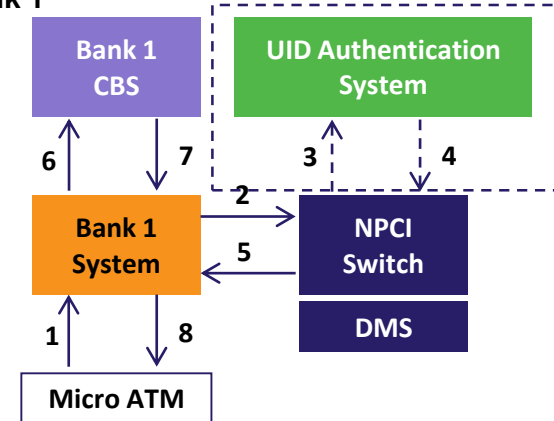 Bank 1
CBS
UID Authentication
System
6
7
3
4
2
Bank 1
System
NPCI
Switch
5
DMS
1
8
Micro ATM